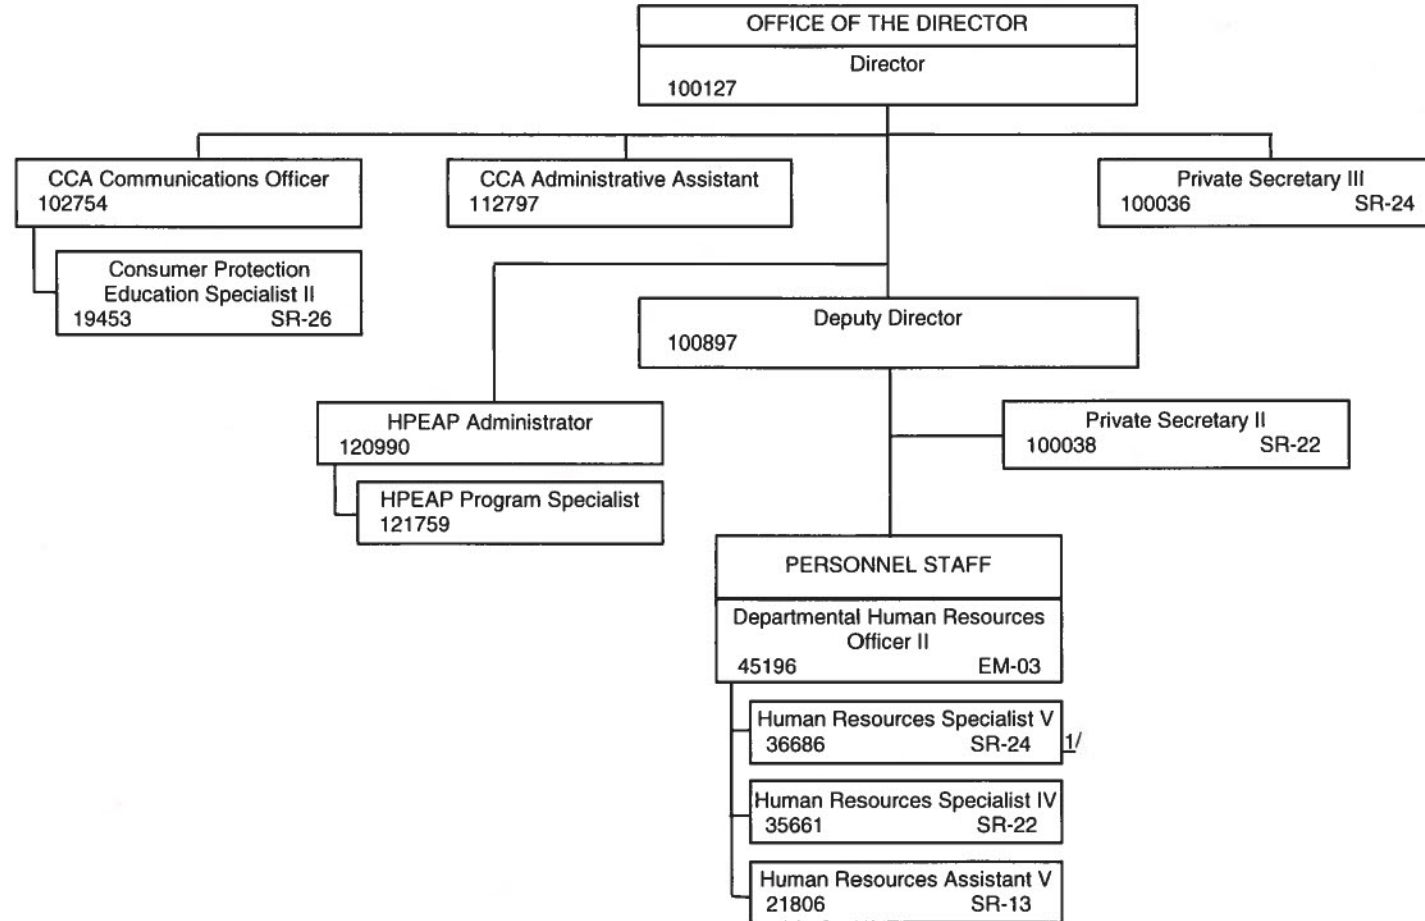 OFFICE OF THE DIRECTOR
Director
100127
CCA Communications Officer
102754
CCA Administrative Assistant
112797
Private Secretary III
100036 SR-24
Consumer Protection
Education Specialist II
19453 SR-26
Deputy Director
100897
HPEAP Administrator
120990
Private Secretary II
100038 SR-22
HPEAP Program Specialist
121759
PERSONNEL STAFF
Departmental Human Resources
Officer II
45196 EM-03
Human Resources Specialist V
36686 SR-24 1/
Human Resources Specialist IV
35661 SR-22
Human Resources Assistant V
21806 SR-13